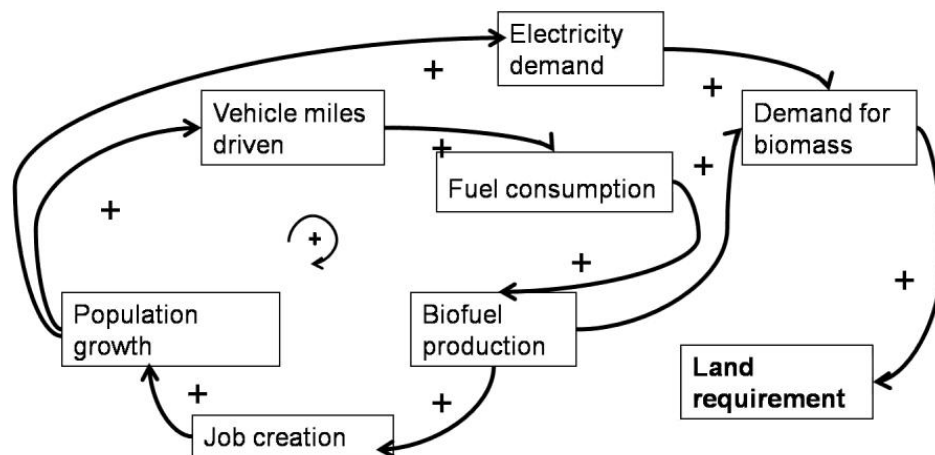 Electricity
demand
+
+
Vehicle miles
driven
Demand for
biomass
+
+
Fuel consumption
+
+
+
+
Population
growth
Biofuel
production
Land
requirement
+
+
Job creation